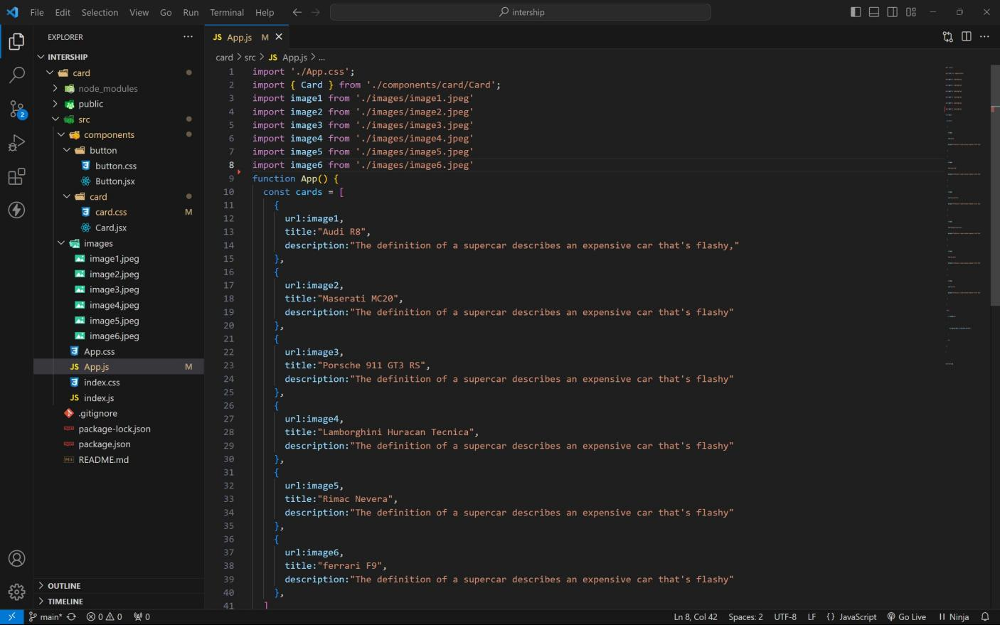 File Edit Selection View Go Run Terminal Help
intership
EXPLORER
INTERSHIP
card
node_modules
public
src
components
button
button.css
Button.jsx
card
card.css M
Card.jsx
images
image1.jpeg
image2.jpeg
image3.jpeg
image4.jpeg
image5.jpeg
image6.jpeg
App.css
JS App.js M
index.css
JS index.js
.gitignore
package-lock.json
package.json
README.md
OUTLINE
TIMELINE
2
JS App.js M
card > src > JS App.js > ...
1 import './App.css';
2 import { Card } from './components/card/Card';
3 import image1 from './images/image1.jpeg'
4 import image2 from './images/image2.jpeg'
5 import image3 from './images/image3.jpeg'
6 import image4 from './images/image4.jpeg'
7 import image5 from './images/image5.jpeg'
8 import image6 from './images/image6.jpeg'
9 function App() {
10 const cards = [
11 {
12 url:image1,
13 title:"Audi R8",
14 description:"The definition of a supercar describes an expensive car that's flashy,"
15 },
16 {
17 url:image2,
18 title:"Maserati MC20",
19 description:"The definition of a supercar describes an expensive car that's flashy"
20 },
21 {
22 url:image3,
23 title:"Porsche 911 GT3 RS",
24 description:"The definition of a supercar describes an expensive car that's flashy"
25 },
26 {
27 url:image4,
28 title:"Lamborghini Huracan Tecnica",
29 description:"The definition of a supercar describes an expensive car that's flashy"
30 },
31 {
32 url:image5,
33 title:"Rimac Nevera",
34 description:"The definition of a supercar describes an expensive car that's flashy"
35 },
36 {
37 url:image6,
38 title:"ferrari F9",
39 description:"The definition of a supercar describes an expensive car that's flashy"
40 },
41 ]
main* 0 0 0 Ln 8, Col 42 Spaces: 2 UTF-8 LF {} JavaScript Go Live Ninja